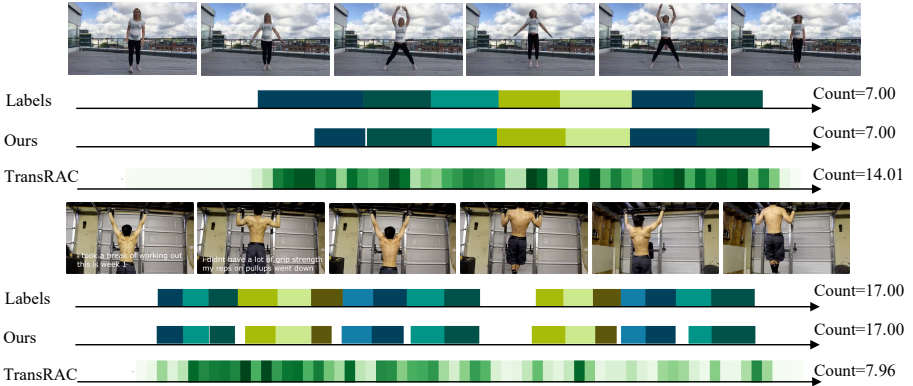 Labels
Count=7.00
Ours
Count=7.00
TransRAC
Count=14.01
i took a break of working out
this is week 1
i didnt have a lot of grip strength
my reps on pullups went down
Labels
Count=17.00
Ours
Count=17.00
TransRAC
Count=7.96